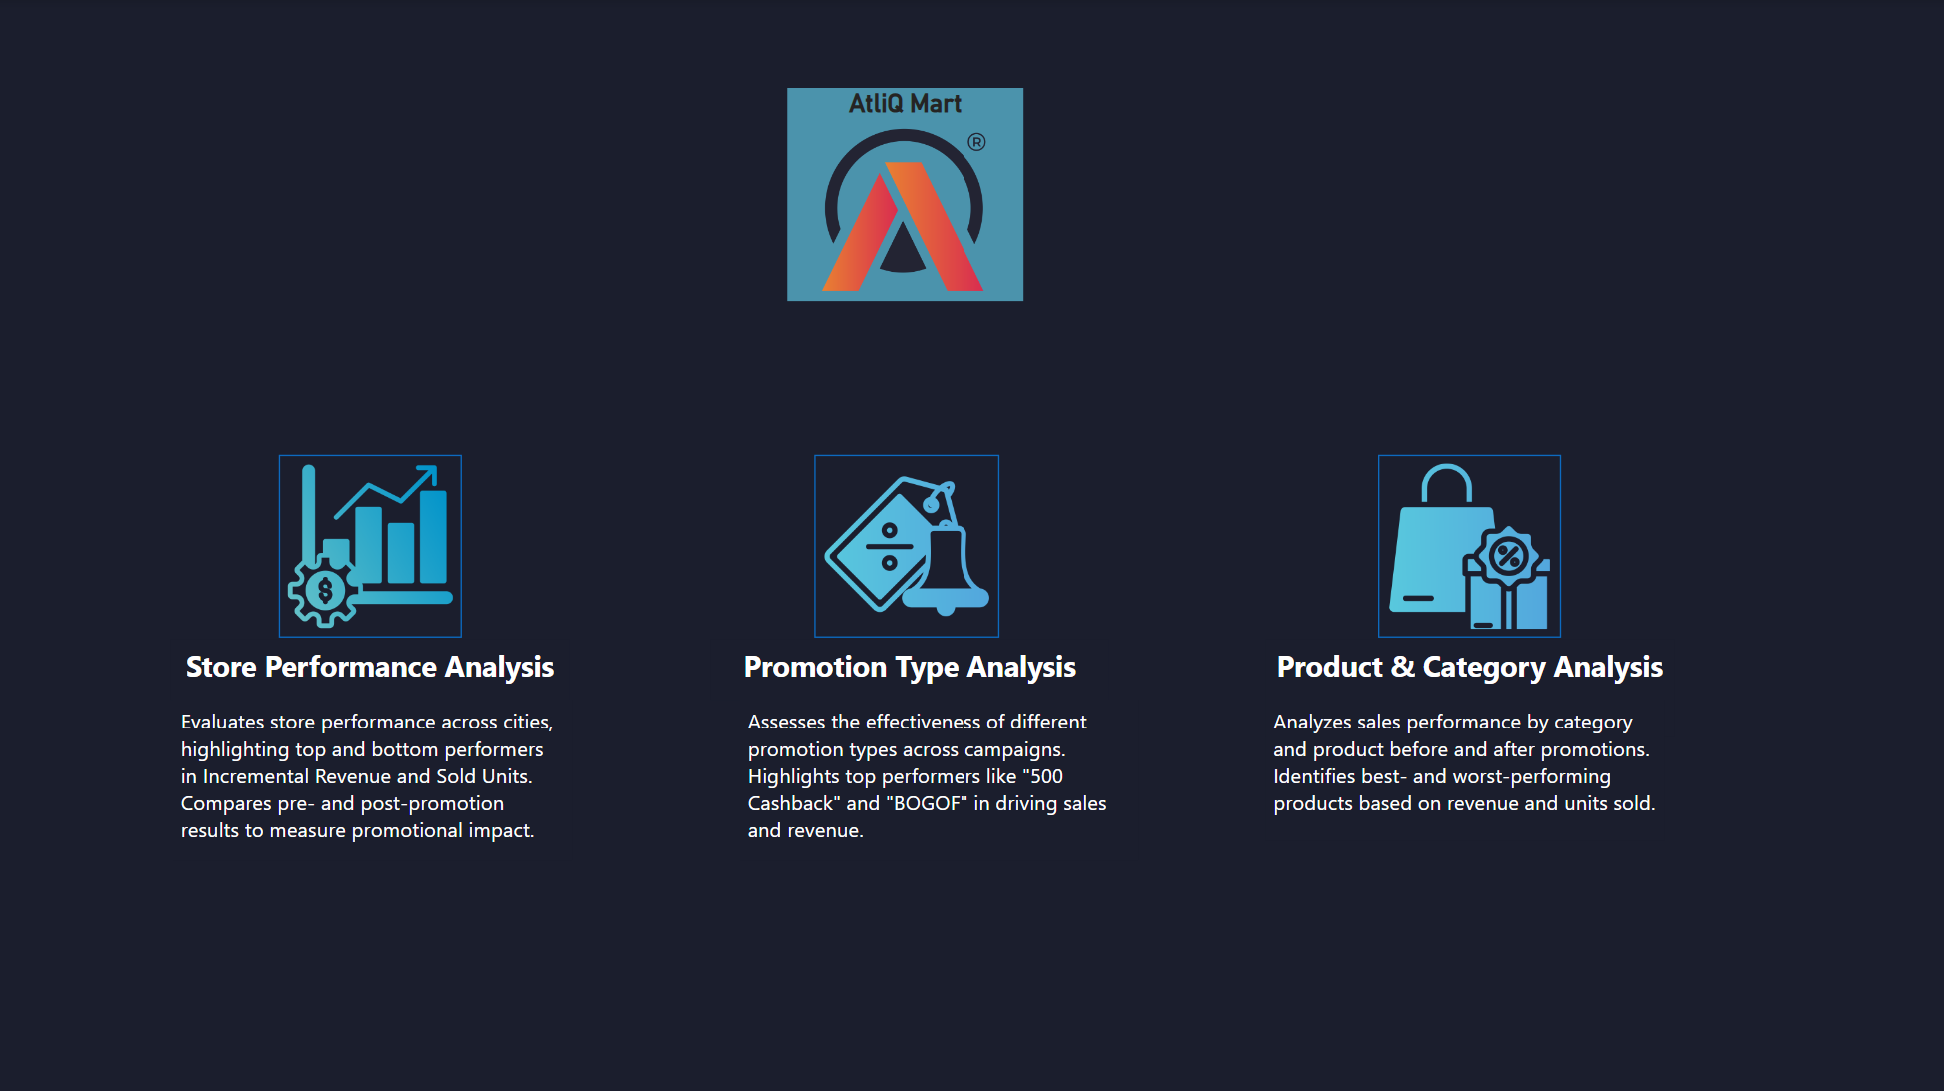 AtliQ Mart
®
Store Performance Analysis
Evaluates store performance across cities,
highlighting top and bottom performers
in Incremental Revenue and Sold Units.
Compares pre- and post-promotion
results to measure promotional impact.
Promotion Type Analysis
Assesses the effectiveness of different
promotion types across campaigns.
Highlights top performers like "500
Cashback" and "BOGOF" in driving sales
and revenue.
Product & Category Analysis
Analyzes sales performance by category
and product before and after promotions.
Identifies best- and worst-performing
products based on revenue and units sold.